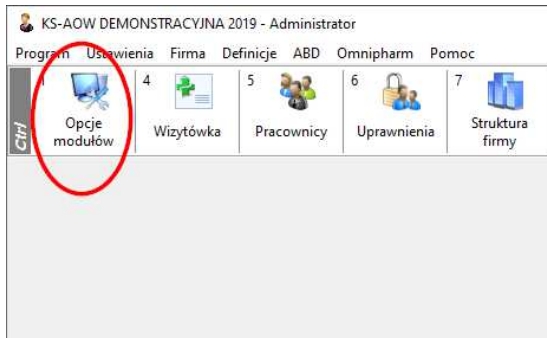 KS-AOW DEMONSTRACYJNA 2019 - Administrator
Program Ustawienia Firma Definicje ABD Omnipharm Pomoc
Ctrl
1 Opcje modułów
4 Wizytówka
5 Pracownicy
6 Uprawnienia
7 Struktura firmy